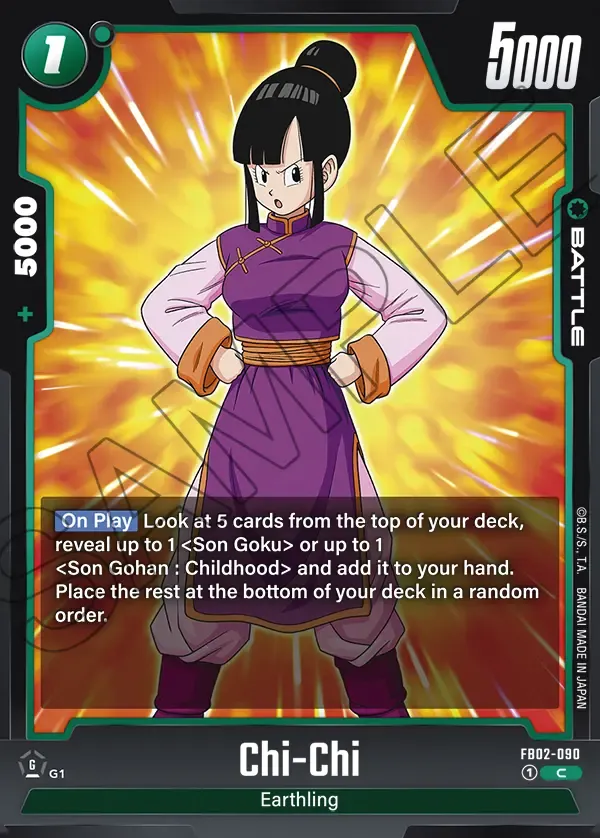 1
5000
+ 5000
BATTLE
SAMPLE
On Play Look at 5 cards from the top of your deck,
reveal up to 1 <Son Goku> or up to 1
<Son Gohan : Childhood> and add it to your hand.
Place the rest at the bottom of your deck in a random
order.
©B.S./S., T.A. BANDAI MADE IN JAPAN
G G1
Chi-Chi
FB02-090
1 C
Earthling